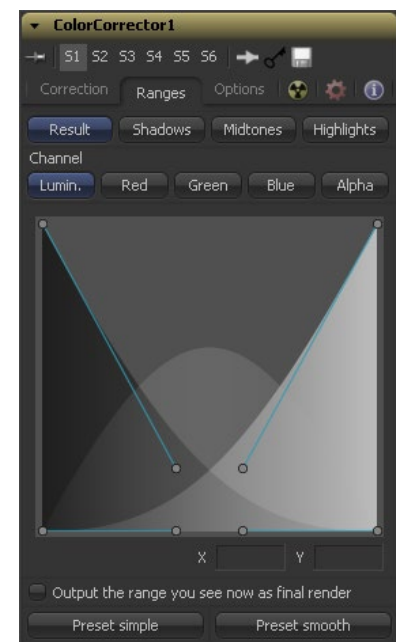 ColorCorrector1
S1 S2 S3 S4 S5 S6
Correction Ranges Options
Result Shadows Midtones Highlights
Channel
Lumin. Red Green Blue Alpha
X Y
Output the range you see now as final render
Preset simple Preset smooth